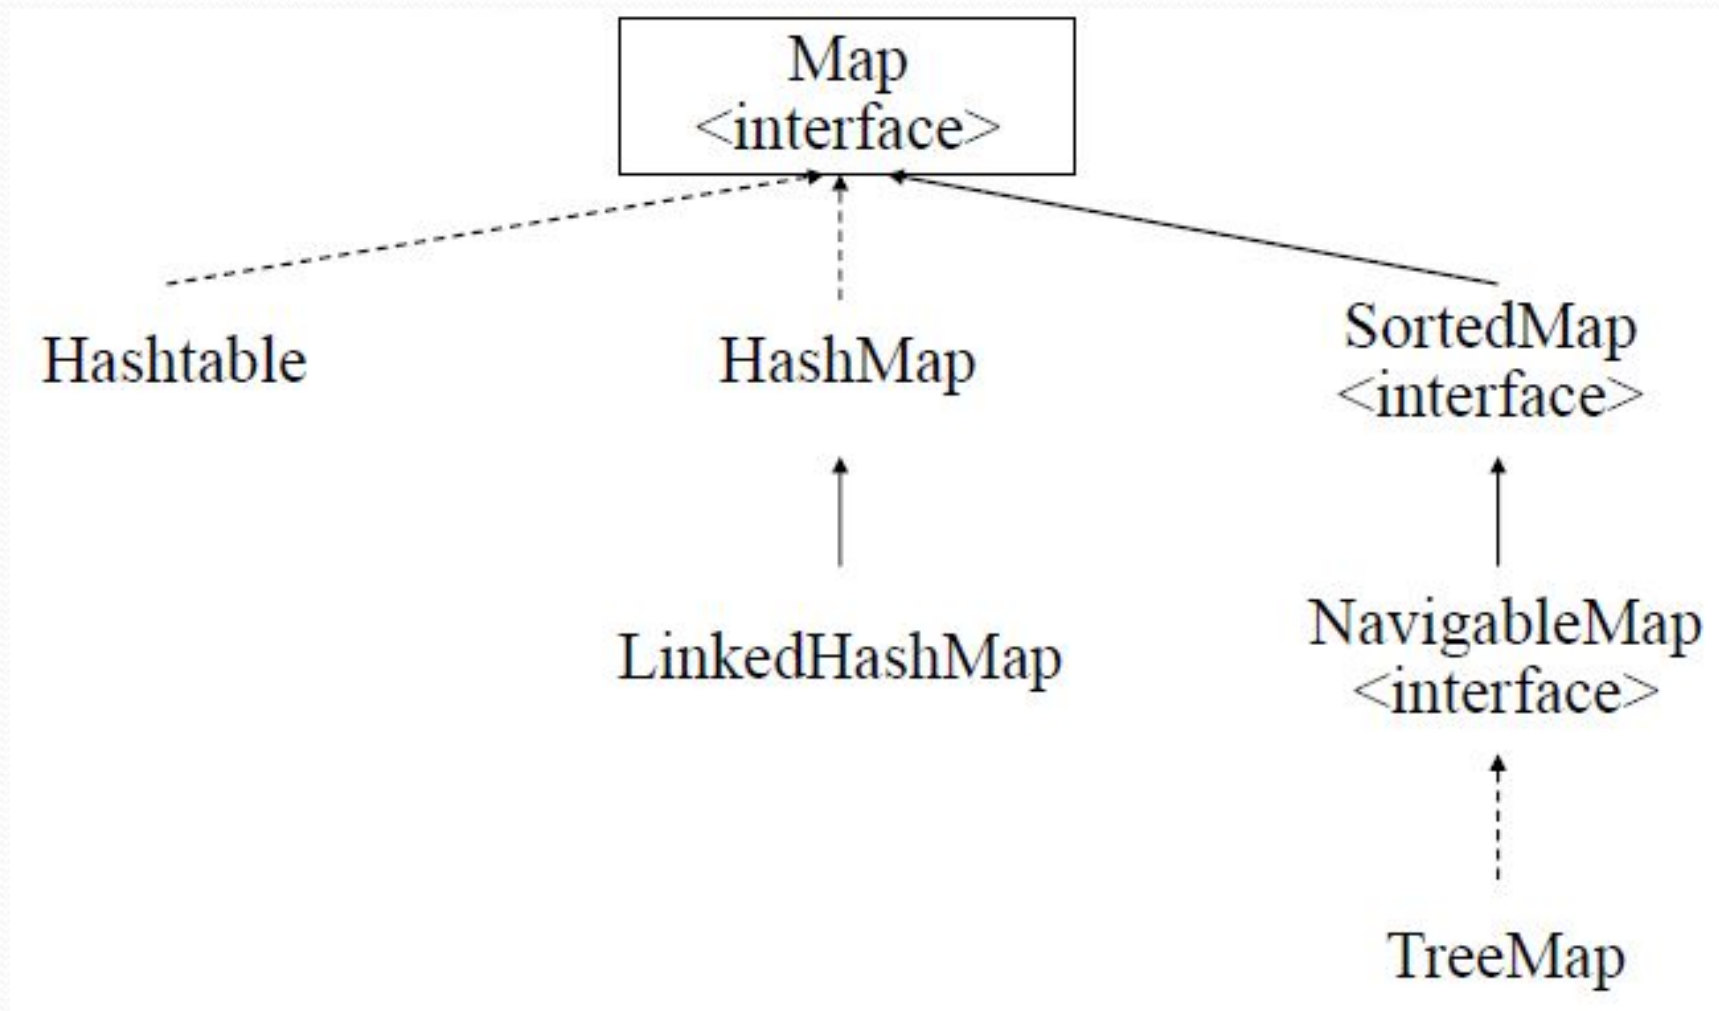 Map
<interface>
Hashtable
HashMap
SortedMap
<interface>
LinkedHashMap
NavigableMap
<interface>
TreeMap